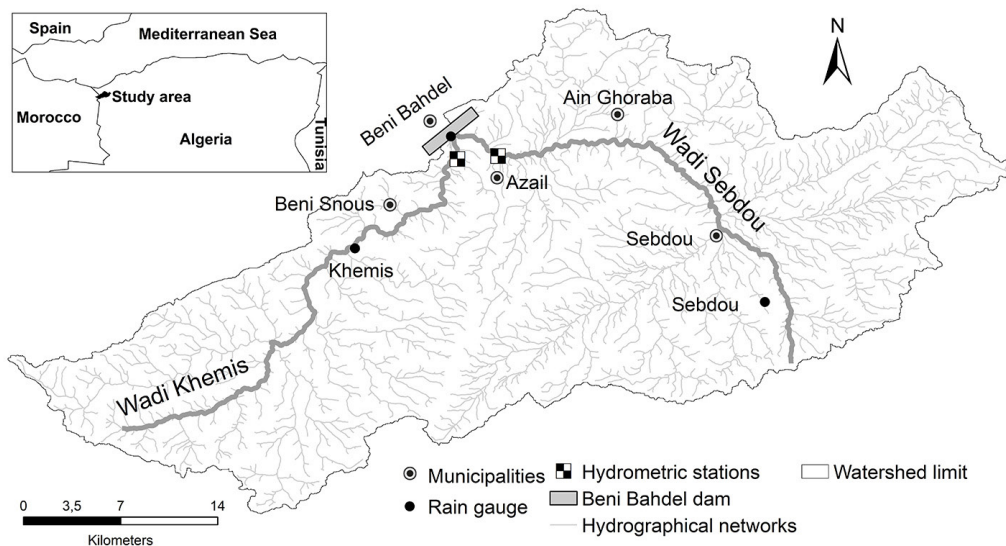 Spain
Mediterranean Sea
Study area
Morocco
Algeria
Tunisia
N
Beni Bahdel
Ain Ghoraba
Wadi Sebdou
Azail
Beni Snous
Sebdou
Khemis
Sebdou
Wadi Khemis
Municipalities
Hydrometric stations
Watershed limit
Rain gauge
Beni Bahdel dam
Hydrographical networks
0 3,5 7 14
Kilometers